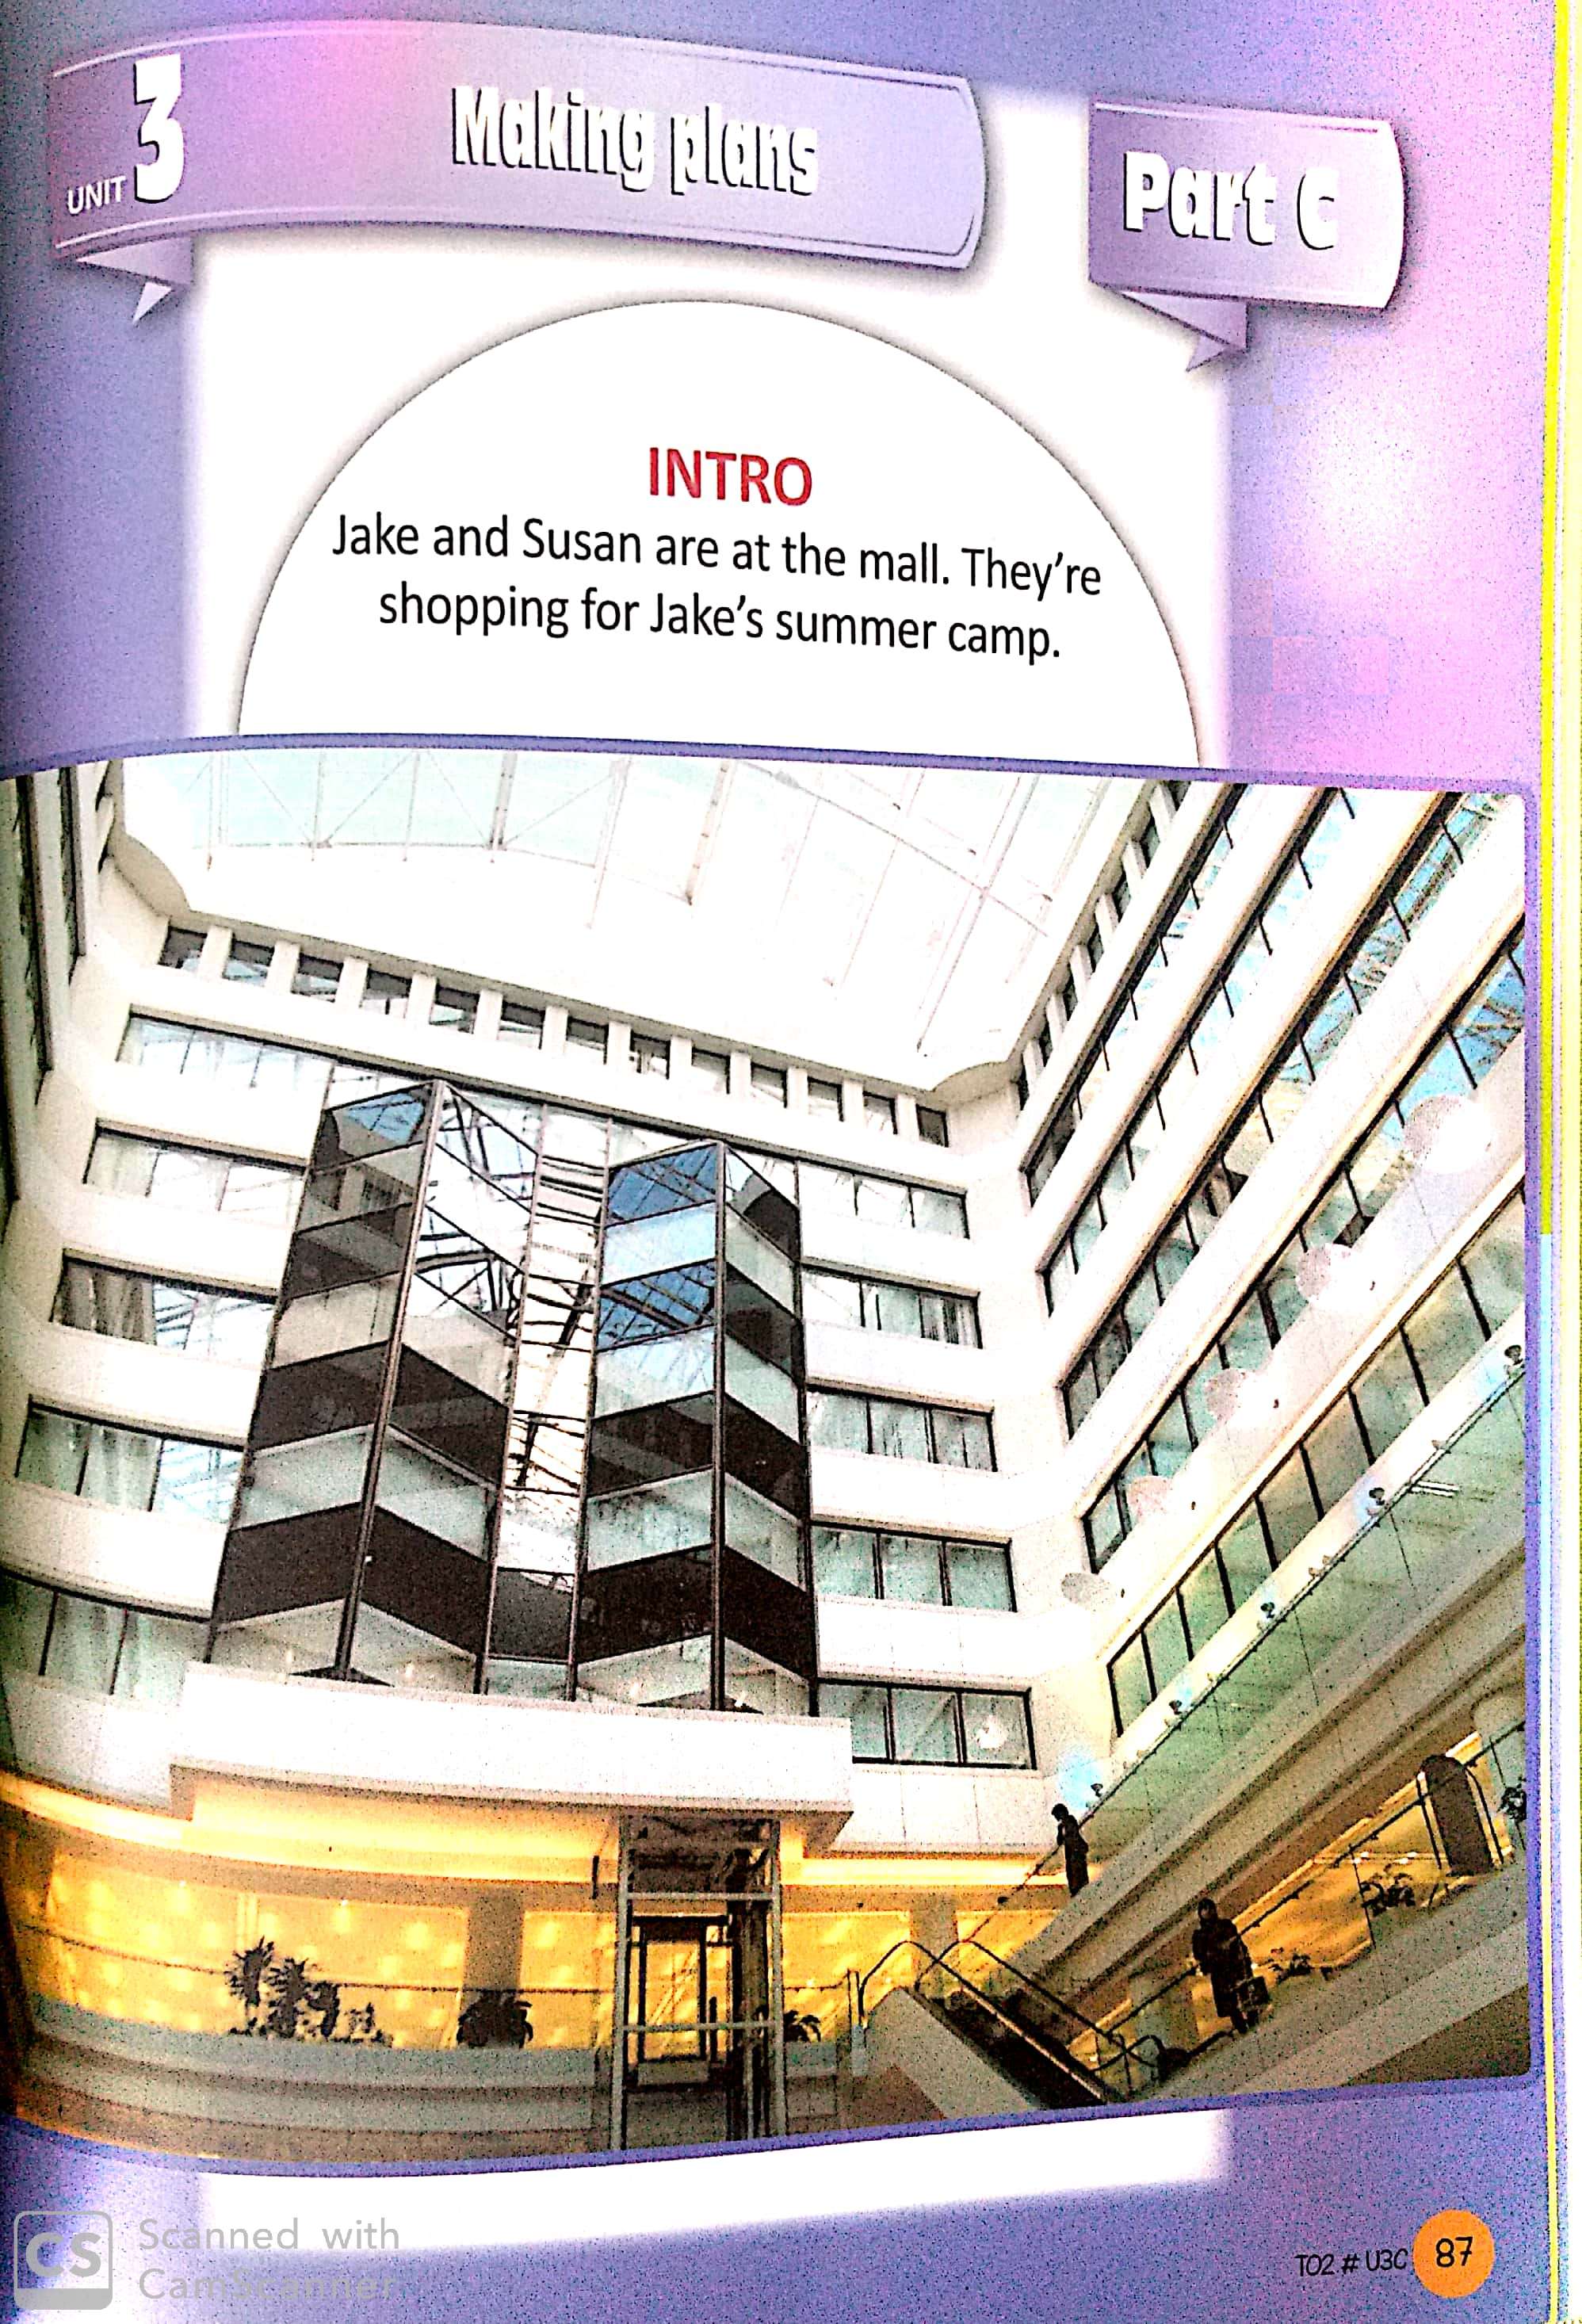 UNIT 3
Making plans
Part C
INTRO
Jake and Susan are at the mall. They're
shopping for Jake's summer camp.
CS
Scanned with
CamScanner
TO2 # U3C 87